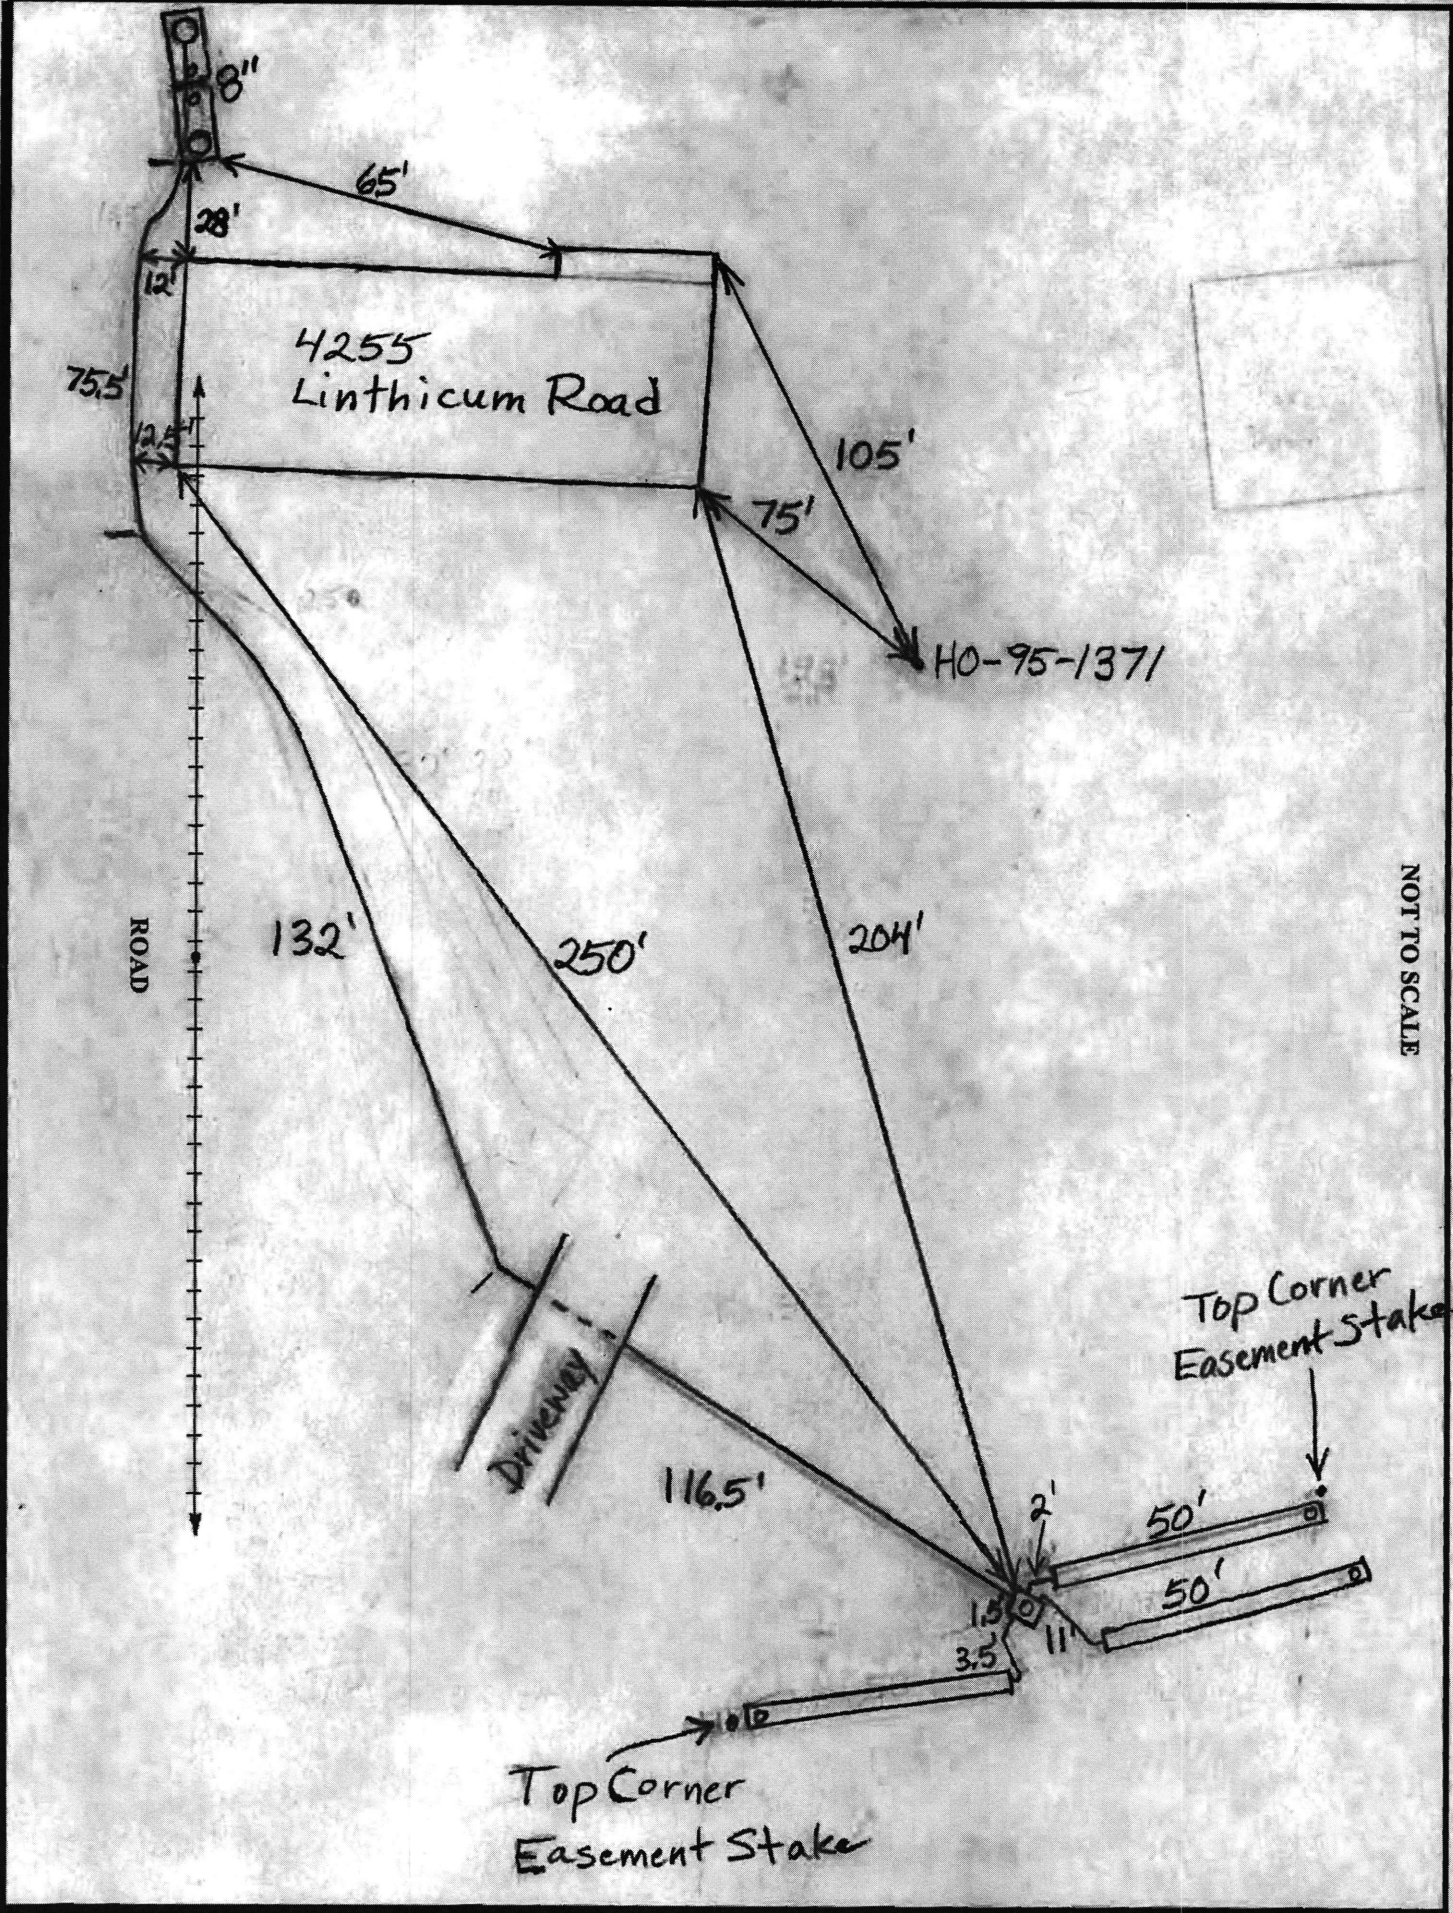 8"
65'
28'
12'
4255
Linthicum Road
75.5'
12.5'
105'
75'
HO-95-1371
132'
250'
204'
ROAD
NOT TO SCALE
Top Corner
Easement Stake
Driveway
116.5'
2'
50'
50'
1.5'
11'
3.5'
Top Corner
Easement Stake